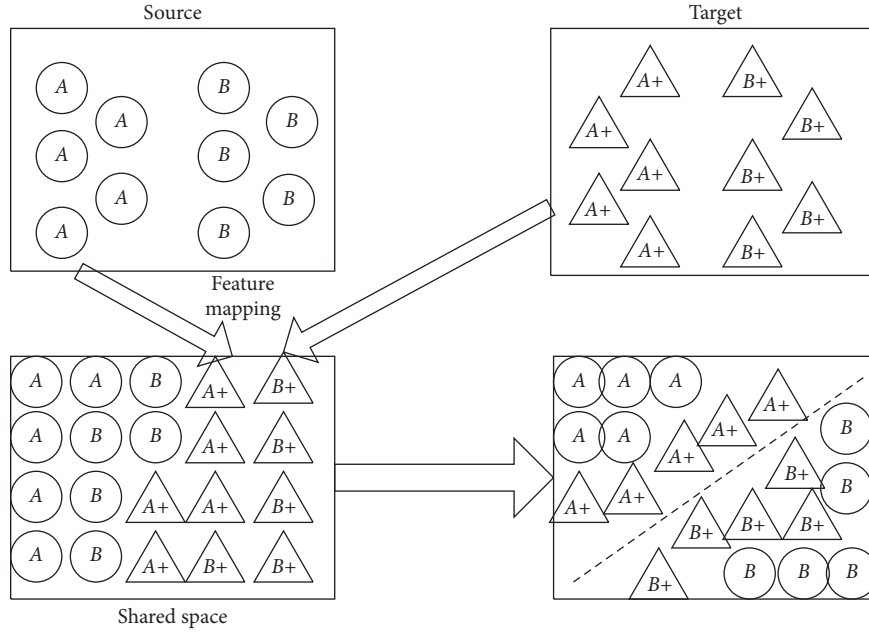 Source
Target
A
B
A+
B+
A
B
A+
B+
A
B
A+
B+
A
B
A+
B+
A
B
A+
B+
Feature
mapping
A A B A+ B+
A B B A+ B+
A B A+ A+ B+
A B A+ B+ B+
A A A A+
A A A+ A+ B
A+ A+ B+ B
B+ B+ B+
B+ B B B
Shared space